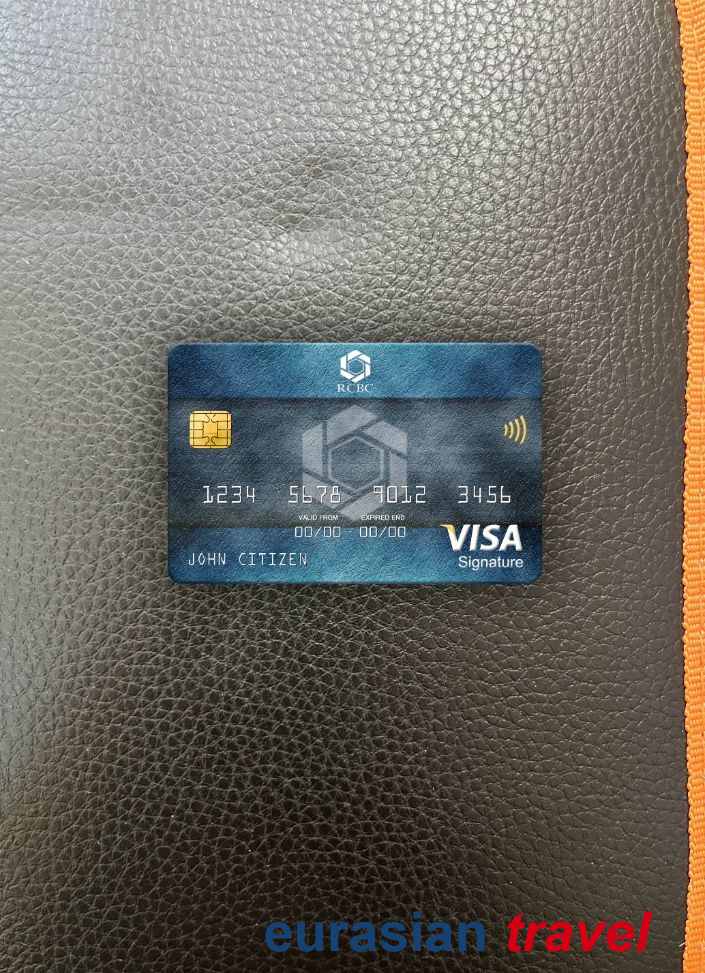 RCBC
1234 5678 9012 3456
VALID FROM EXPIRED END
00/00 00/00
JOHN CITIZEN
VISA
Signature
eurasian travel